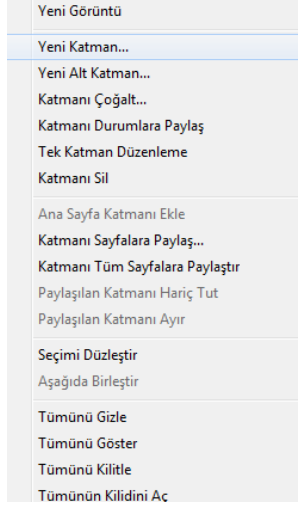 Yeni Görüntü
Yeni Katman...
Yeni Alt Katman...
Katmanı Çoğalt...
Katmanı Durumlara Paylaş
Tek Katman Düzenleme
Katmanı Sil
Ana Sayfa Katmanı Ekle
Katmanı Sayfalara Paylaş...
Katmanı Tüm Sayfalara Paylaştır
Paylaşılan Katmanı Hariç Tut
Paylaşılan Katmanı Ayır
Seçimi Düzleştir
Aşağıda Birleştir
Tümünü Gizle
Tümünü Göster
Tümünü Kilitle
Tümünün Kilidini Aç